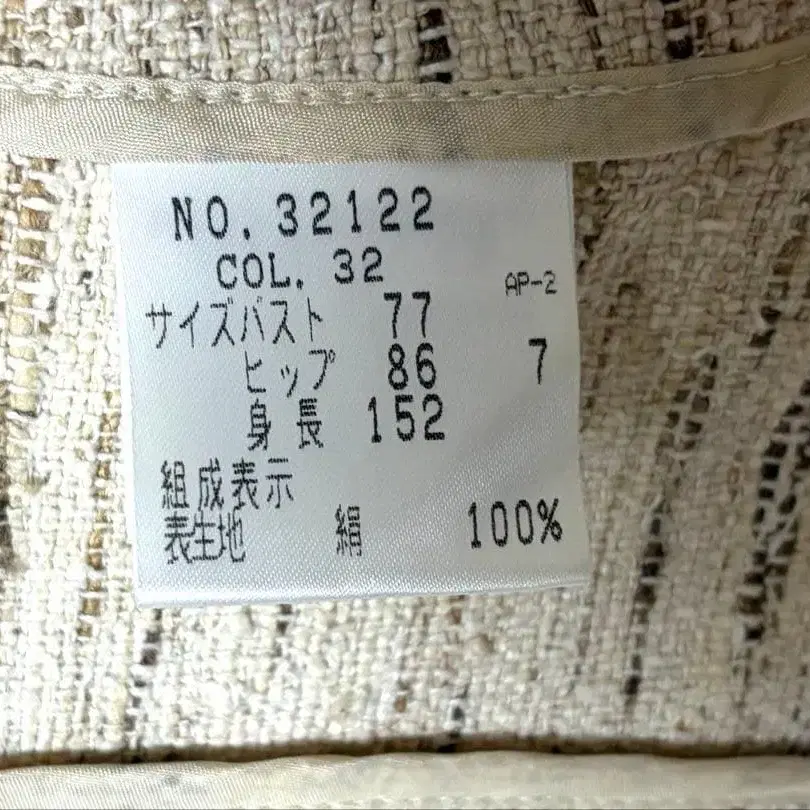 NO. 32122
COL. 32
AP-2
サイズバスト 77
ヒップ 86 7
身長 152
組成表示
表生地 絹 100%